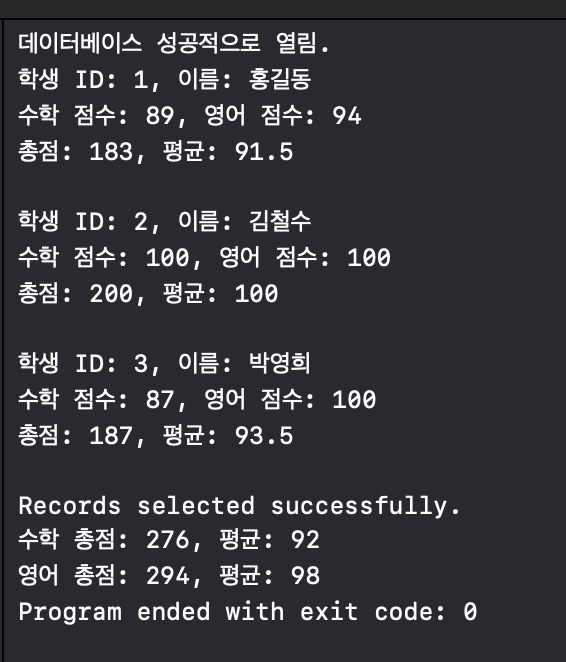 데이터베이스 성공적으로 열림.
학생 ID: 1, 이름: 홍길동
수학 점수: 89, 영어 점수: 94
총점: 183, 평균: 91.5
학생 ID: 2, 이름: 김철수
수학 점수: 100, 영어 점수: 100
총점: 200, 평균: 100
학생 ID: 3, 이름: 박영희
수학 점수: 87, 영어 점수: 100
총점: 187, 평균: 93.5
Records selected successfully.
수학 총점: 276, 평균: 92
영어 총점: 294, 평균: 98
Program ended with exit code: 0